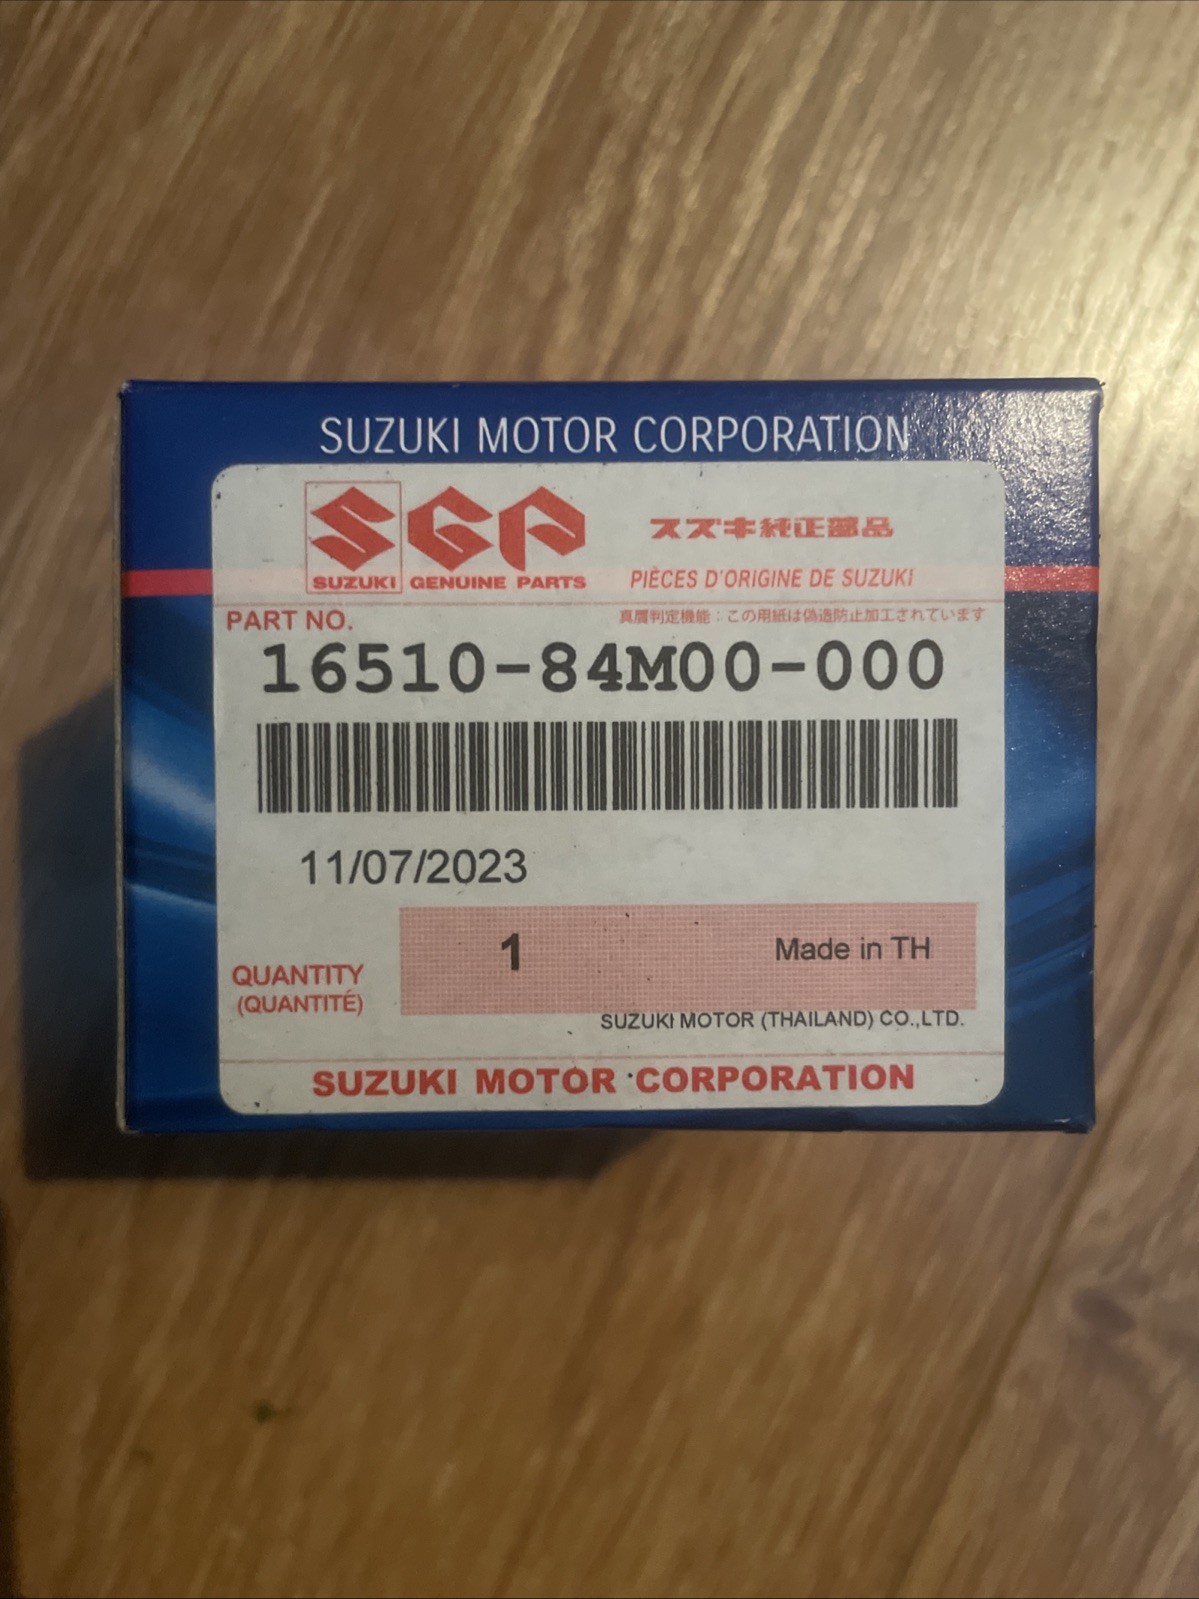 SUZUKI MOTOR CORPORATION
SGP
スズキ純正部品
SUZUKI GENUINE PARTS
PIÈCES D'ORIGINE DE SUZUKI
PART NO.
真贋判定機能：この用紙は偽造防止加工されています
16510-84M00-000
11/07/2023
1
Made in TH
QUANTITY
(QUANTITÉ)
SUZUKI MOTOR (THAILAND) CO.,LTD.
SUZUKI MOTOR CORPORATION